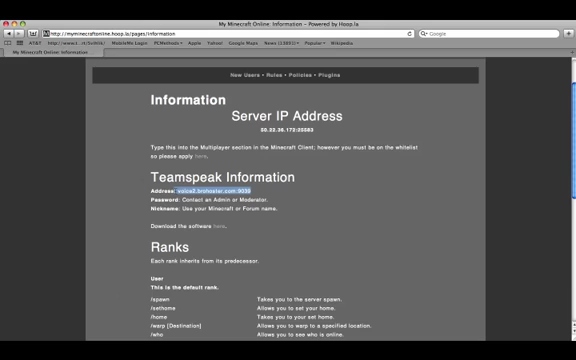 My Minecraft Online: Information – Powered by Hoop.la
http://myminecraftonline.hoop.la/pages/information
Google
AT&T
MobileMe Login
PCMethods
Apple
Yahoo!
Google Maps
Popular
Wikipedia
My Minecraft Online: Information
New Users • Rules • Policies • Plugins
Information
Server IP Address
Type this into the Multiplayer section in the Minecraft Client; however you must be on the whitelist
so please apply here.
Teamspeak Information
Address: voice2.brohoster.com:9039
Password: Contact an Admin or Moderator.
Nickname: Use your Minecraft or Forum name.
Download the software here.
Ranks
Each rank inherits from its predecessor.
User
This is the default rank.
/spawn Takes you to the server spawn.
/sethome Allows you to set your home.
/home Takes you to your set home.
/warp [Destination] Allows you to warp to a specified location.
/who Allows you to see who is online.